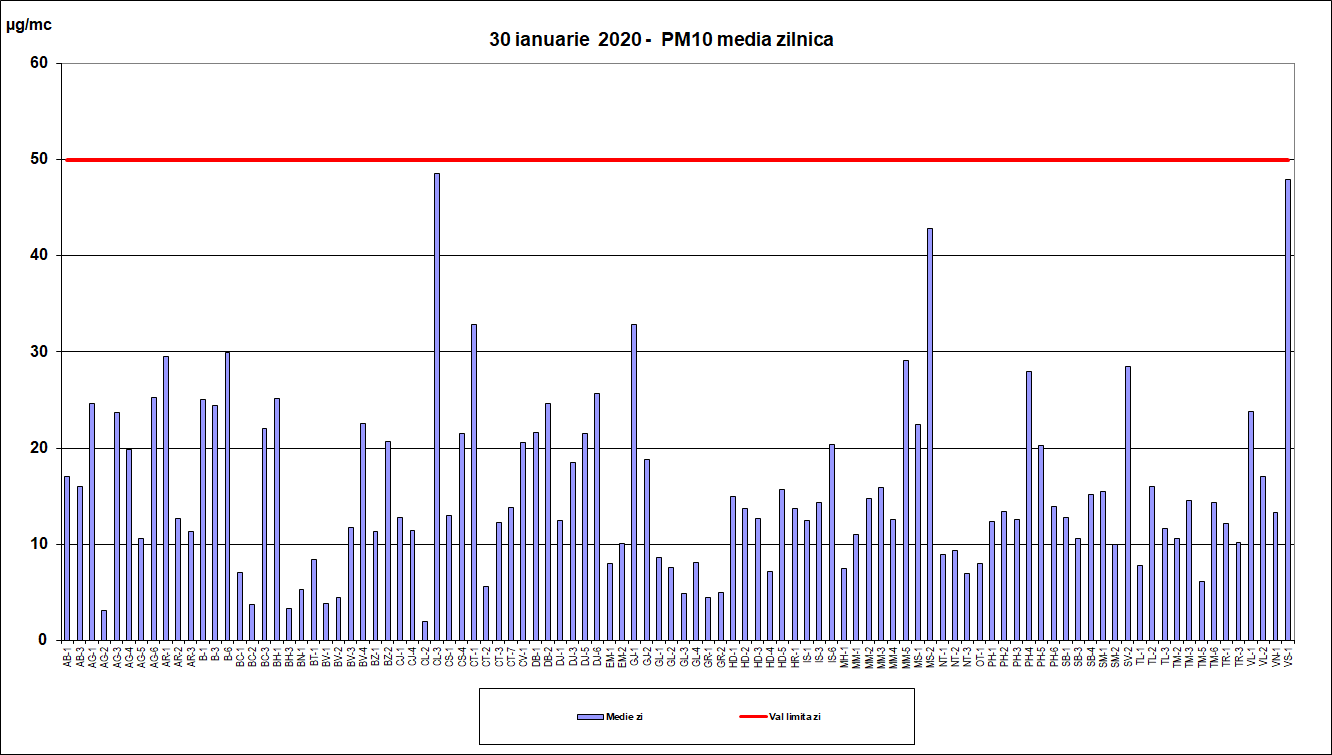 µg/mc
30 ianuarie 2020 - PM10 media zilnica
60
50
40
30
20
10
0
AB-1 AB-3 AG-1 AG-2 AG-3 AG-4 AG-5 AG-6 AR-1 AR-2 AR-3 B-1 B-3 B-6 BC-1 BC-2 BC-3 BH-1 BH-3 BN-1 BT-1 BV-1 BV-2 BV-3 BV-4 BZ-1 BZ-2 CJ-1 CJ-4 CL-2 CL-3 CS-1 CS-4 CT-1 CT-2 CT-3 CT-7 CV-1 DB-1 DB-2 DJ-1 DJ-3 DJ-5 DJ-6 EM-1 EM-2 GJ-1 GJ-2 GL-1 GL-2 GL-3 GL-4 GR-1 GR-2 HD-1 HD-2 HD-3 HD-4 HD-5 HR-1 IS-1 IS-3 IS-6 MH-1 MM-1 MM-2 MM-3 MM-4 MM-5 MS-1 MS-2 NT-1 NT-2 NT-3 OT-1 PH-1 PH-2 PH-3 PH-4 PH-5 PH-6 SB-1 SB-3 SB-4 SM-1 SM-2 SV-2 TL-1 TL-2 TL-3 TM-2 TM-3 TM-5 TM-6 TR-1 TR-3 VL-1 VL-2 VN-1 VS-1
Medie zi Val limita zi